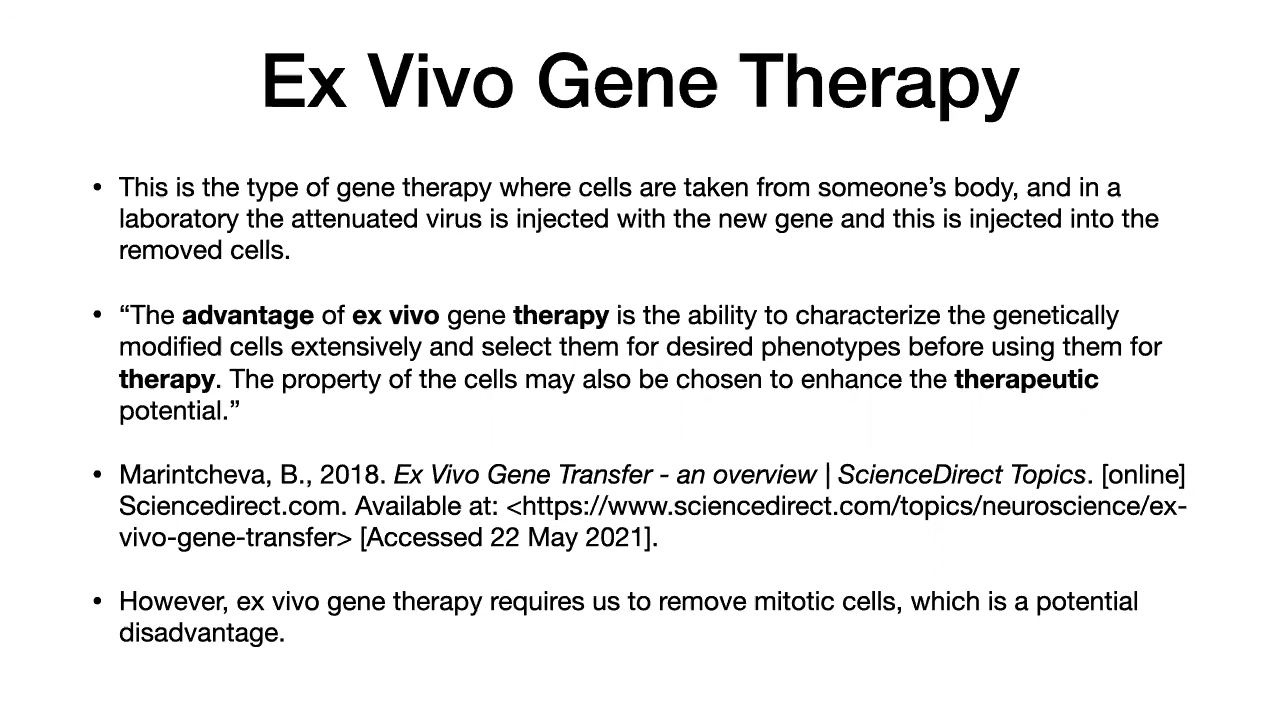 Ex Vivo Gene Therapy
• This is the type of gene therapy where cells are taken from someone’s body, and in a
laboratory the attenuated virus is injected with the new gene and this is injected into the
removed cells.
• “The advantage of ex vivo gene therapy is the ability to characterize the genetically
modified cells extensively and select them for desired phenotypes before using them for
therapy. The property of the cells may also be chosen to enhance the therapeutic
potential.”
• Marintcheva, B., 2018. Ex Vivo Gene Transfer - an overview | ScienceDirect Topics. [online]
Sciencedirect.com. Available at: <https://www.sciencedirect.com/topics/neuroscience/ex-
vivo-gene-transfer> [Accessed 22 May 2021].
• However, ex vivo gene therapy requires us to remove mitotic cells, which is a potential
disadvantage.